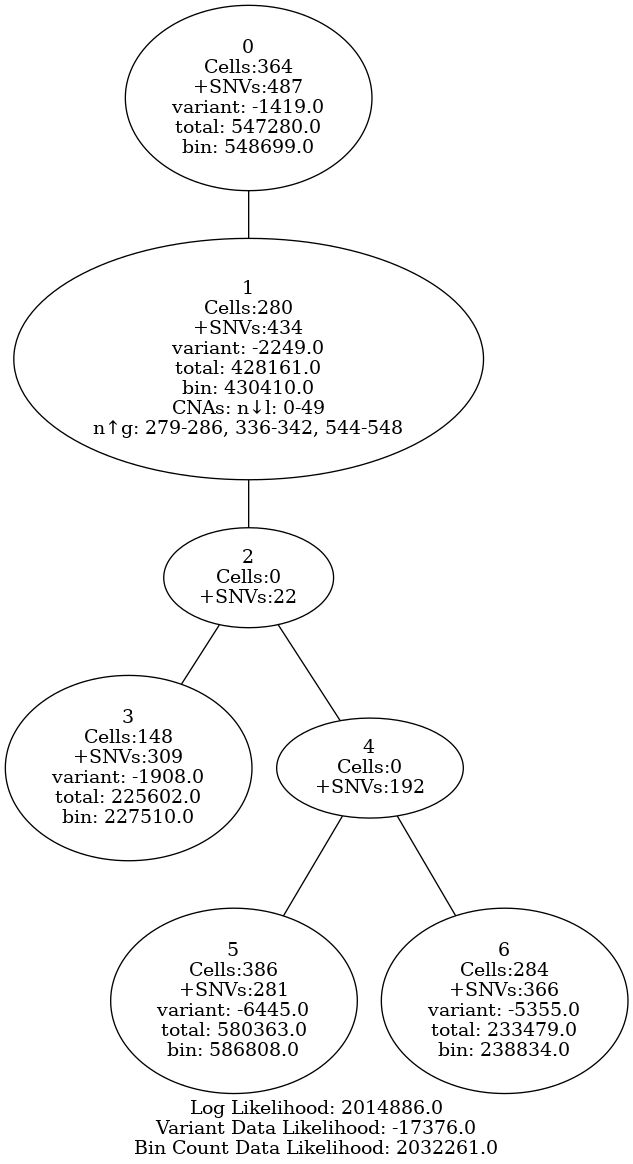 0
Cells:364
+SNVs:487
variant: -1419.0
total: 547280.0
bin: 548699.0
1
Cells:280
+SNVs:434
variant: -2249.0
total: 428161.0
bin: 430410.0
CNAs: n↓l: 0-49
n↑g: 279-286, 336-342, 544-548
2
Cells:0
+SNVs:22
3
Cells:148
+SNVs:309
variant: -1908.0
total: 225602.0
bin: 227510.0
4
Cells:0
+SNVs:192
5
Cells:386
+SNVs:281
variant: -6445.0
total: 580363.0
bin: 586808.0
6
Cells:284
+SNVs:366
variant: -5355.0
total: 233479.0
bin: 238834.0
Log Likelihood: 2014886.0
Variant Data Likelihood: -17376.0
Bin Count Data Likelihood: 2032261.0